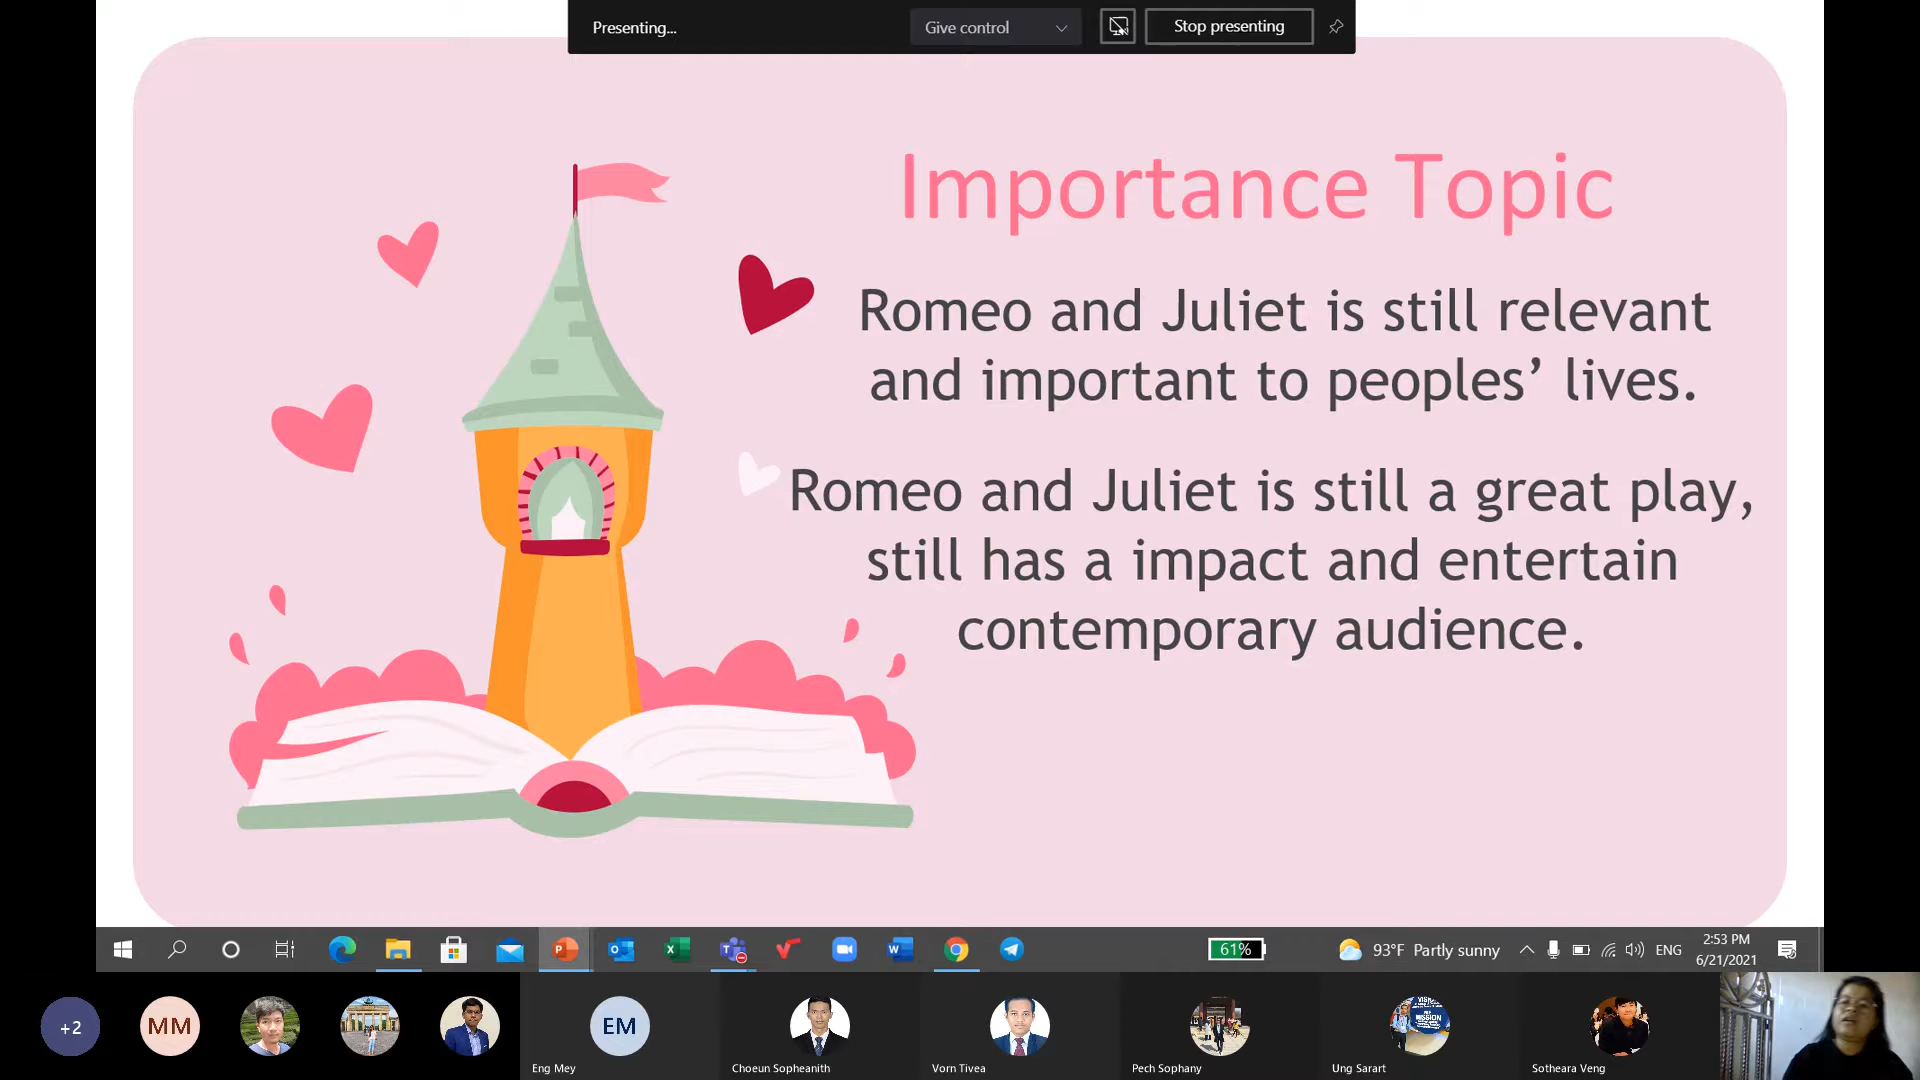 Presenting...
Give control
Stop presenting
Importance Topic
Romeo and Juliet is still relevant
and important to peoples’ lives.
Romeo and Juliet is still a great play,
still has a impact and entertain
contemporary audience.
61%
93°F Partly sunny
ENG
2:53 PM
6/21/2021
+2
MM
EM
Eng Mey
Choeun Sopheanith
Vorn Tivea
Pech Sophany
Ung Sarart
Sotheara Veng